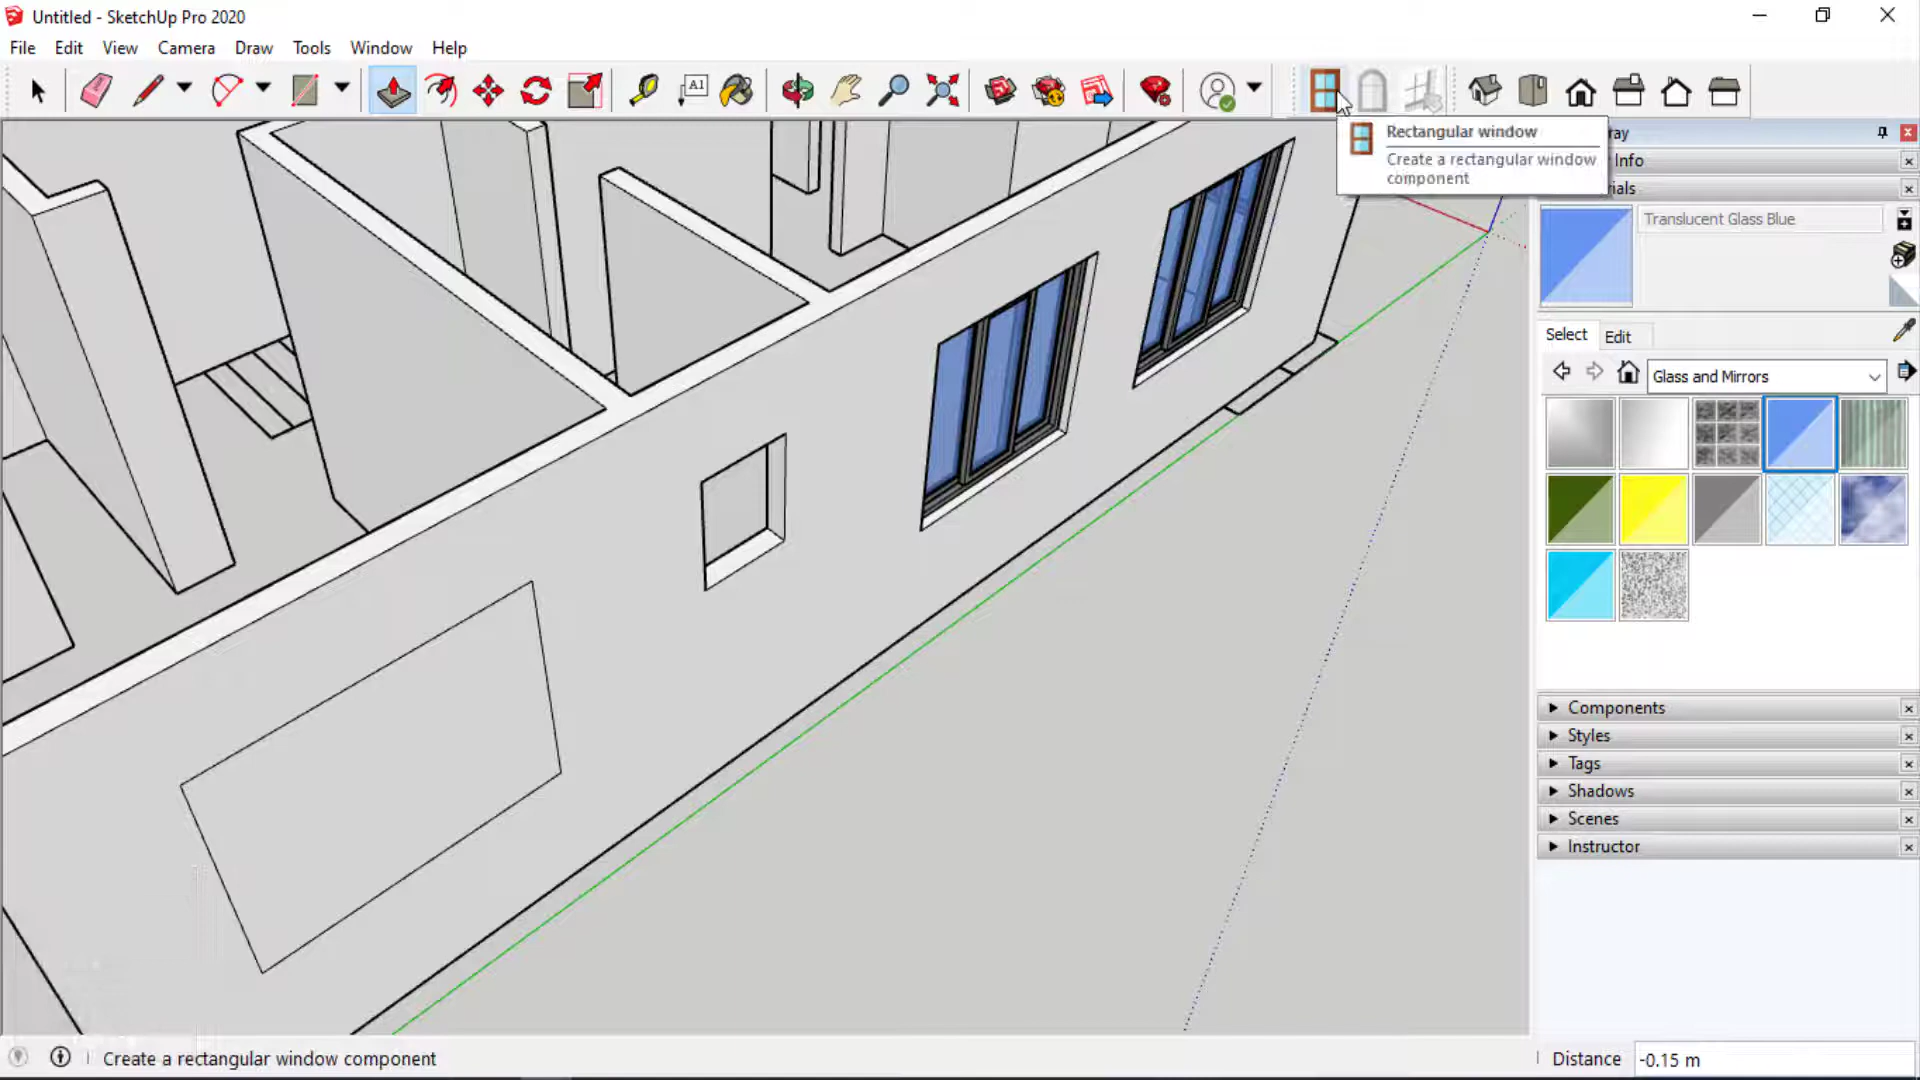 Untitled - SketchUp Pro 2020
File Edit View Camera Draw Tools Window Help
A1
Rectangular window
Create a rectangular window
component
ray
Info
rials
Translucent Glass Blue
Select Edit
Glass and Mirrors
Components
Styles
Tags
Shadows
Scenes
Instructor
Create a rectangular window component
Distance -0.15 m